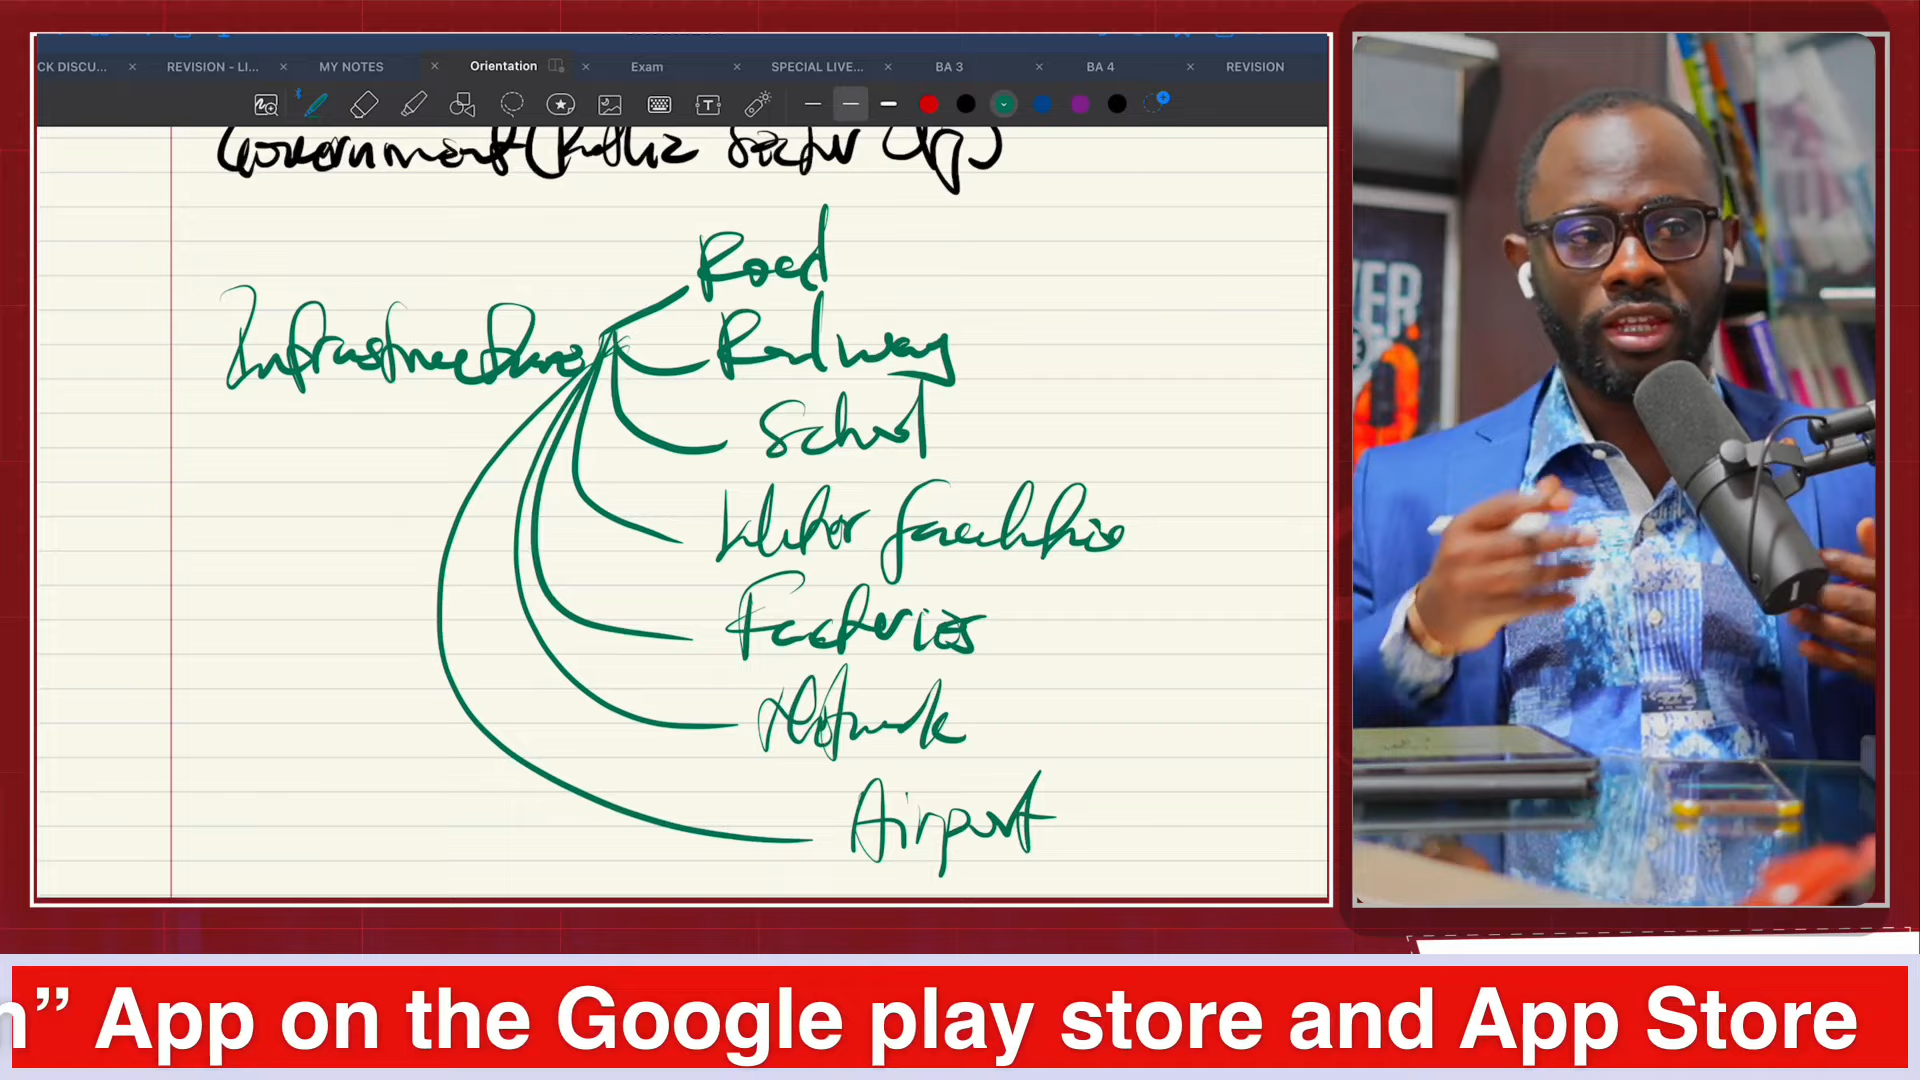 CK DISCU... × REVISION - LI... × MY NOTES × Orientation × Exam × SPECIAL LIVE... × BA 3 × BA 4 × REVISION
Government (Public Sector Org)
Infrastructure
Road
Railway
School
Water facilities
Factories
Network
Airport
n” App on the Google play store and App Store